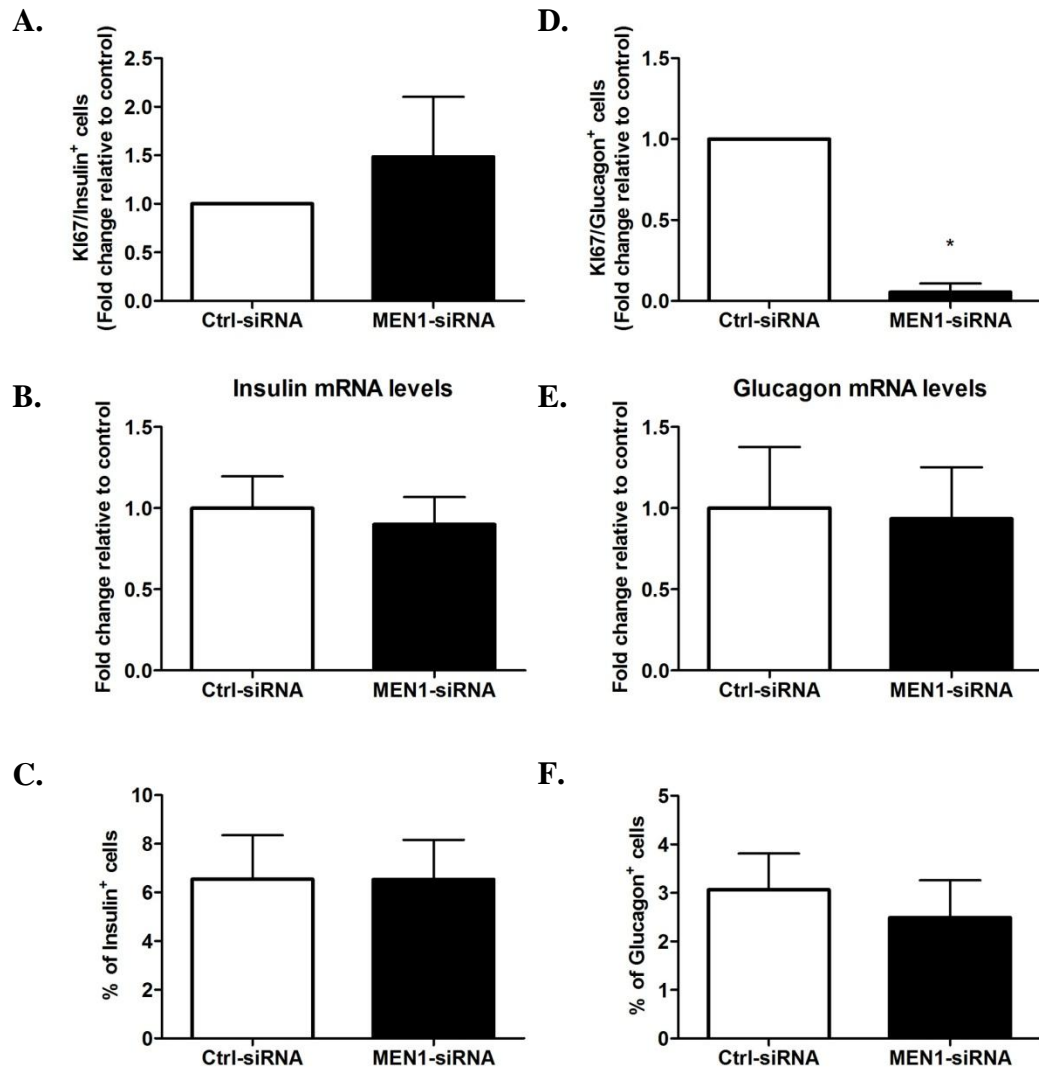 A.
KI67/Insulin⁺ cells
(Fold change relative to control)
2.5
2.0
1.5
1.0
0.5
0.0
Ctrl-siRNA
MEN1-siRNA
D.
KI67/Glucagon⁺ cells
(Fold change relative to control)
1.5
1.0
0.5
0.0
*
Ctrl-siRNA
MEN1-siRNA
B.
Insulin mRNA levels
Fold change relative to control
1.5
1.0
0.5
0.0
Ctrl-siRNA
MEN1-siRNA
E.
Glucagon mRNA levels
Fold change relative to control
1.5
1.0
0.5
0.0
Ctrl-siRNA
MEN1-siRNA
C.
% of Insulin⁺ cells
10
8
6
4
2
0
Ctrl-siRNA
MEN1-siRNA
F.
% of Glucagon⁺ cells
5
4
3
2
1
0
Ctrl-siRNA
MEN1-siRNA